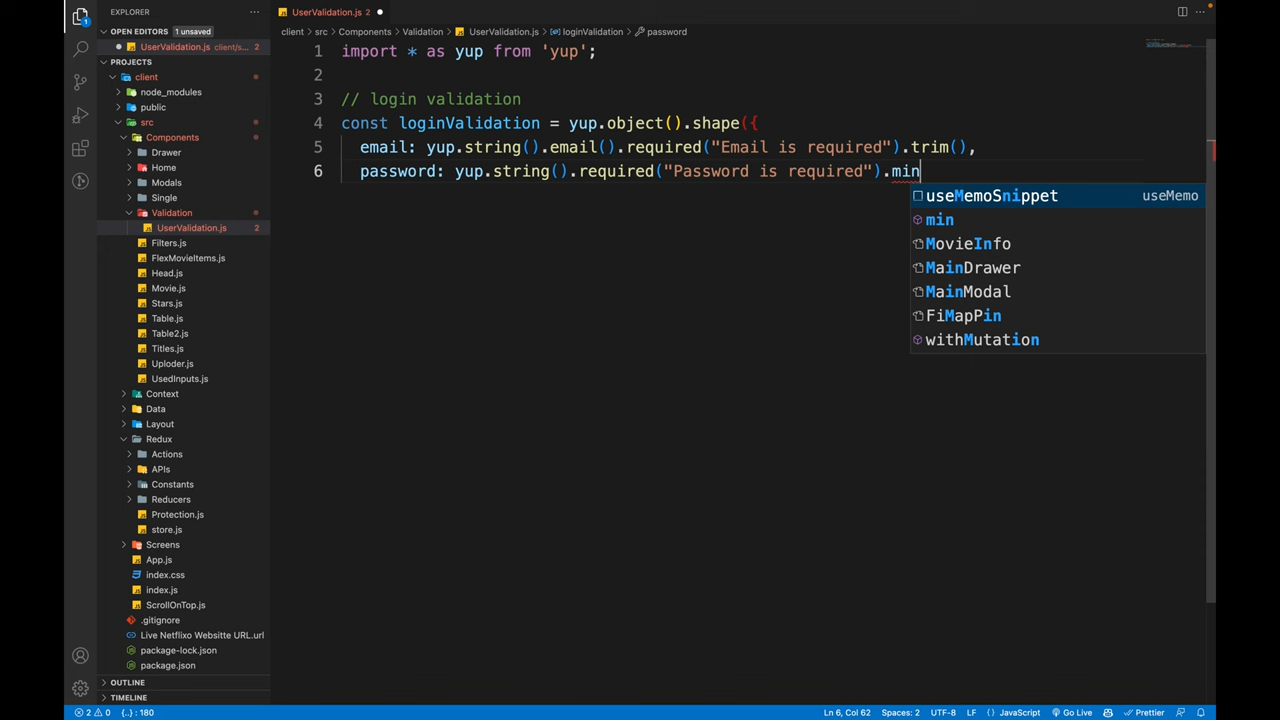 EXPLORER
OPEN EDITORS 1 unsaved
UserValidation.js client/s... 2
PROJECTS
client
node_modules
public
src
Components
Drawer
Home
Modals
Single
Validation
UserValidation.js 2
Filters.js
FlexMovieItems.js
Head.js
Movie.js
Stars.js
Table.js
Table2.js
Titles.js
Uploder.js
UsedInputs.js
Context
Data
Layout
Redux
Actions
APIs
Constants
Reducers
Protection.js
store.js
Screens
App.js
index.css
index.js
ScrollOnTop.js
.gitignore
Live Netflixo Websitte URL.url
package-lock.json
package.json
OUTLINE
TIMELINE
UserValidation.js 2
client > src > Components > Validation > UserValidation.js > loginValidation > password
1 import * as yup from 'yup';
2
3 // login validation
4 const loginValidation = yup.object().shape({
5 email: yup.string().email().required("Email is required").trim(),
6 password: yup.string().required("Password is required").min
useMemoSnippet useMemo
min
MovieInfo
MainDrawer
MainModal
FiMapPin
withMutation
2 0 {..} : 180 Ln 6, Col 62 Spaces: 2 UTF-8 LF {} JavaScript Go Live Prettier